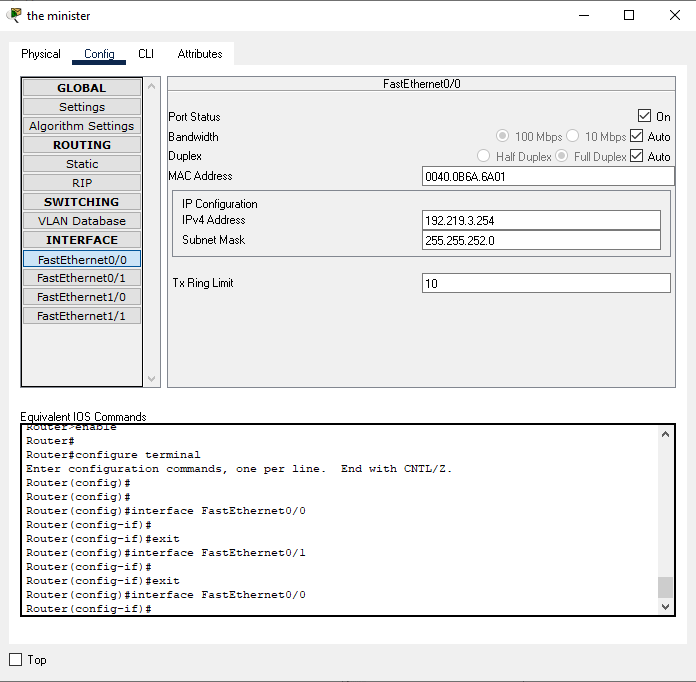 the minister
Physical Config CLI Attributes
GLOBAL
Settings
Algorithm Settings
ROUTING
Static
RIP
SWITCHING
VLAN Database
INTERFACE
FastEthernet0/0
FastEthernet0/1
FastEthernet1/0
FastEthernet1/1
FastEthernet0/0
Port Status On
Bandwidth 100 Mbps 10 Mbps Auto
Duplex Half Duplex Full Duplex Auto
MAC Address 0040.0B6A.6A01
IP Configuration
IPv4 Address 192.219.3.254
Subnet Mask 255.255.252.0
Tx Ring Limit 10
Equivalent IOS Commands
Router>enable
Router#
Router#configure terminal
Enter configuration commands, one per line. End with CNTL/Z.
Router(config)#
Router(config)#
Router(config)#interface FastEthernet0/0
Router(config-if)#
Router(config-if)#exit
Router(config)#interface FastEthernet0/1
Router(config-if)#
Router(config-if)#exit
Router(config)#interface FastEthernet0/0
Router(config-if)#
Top